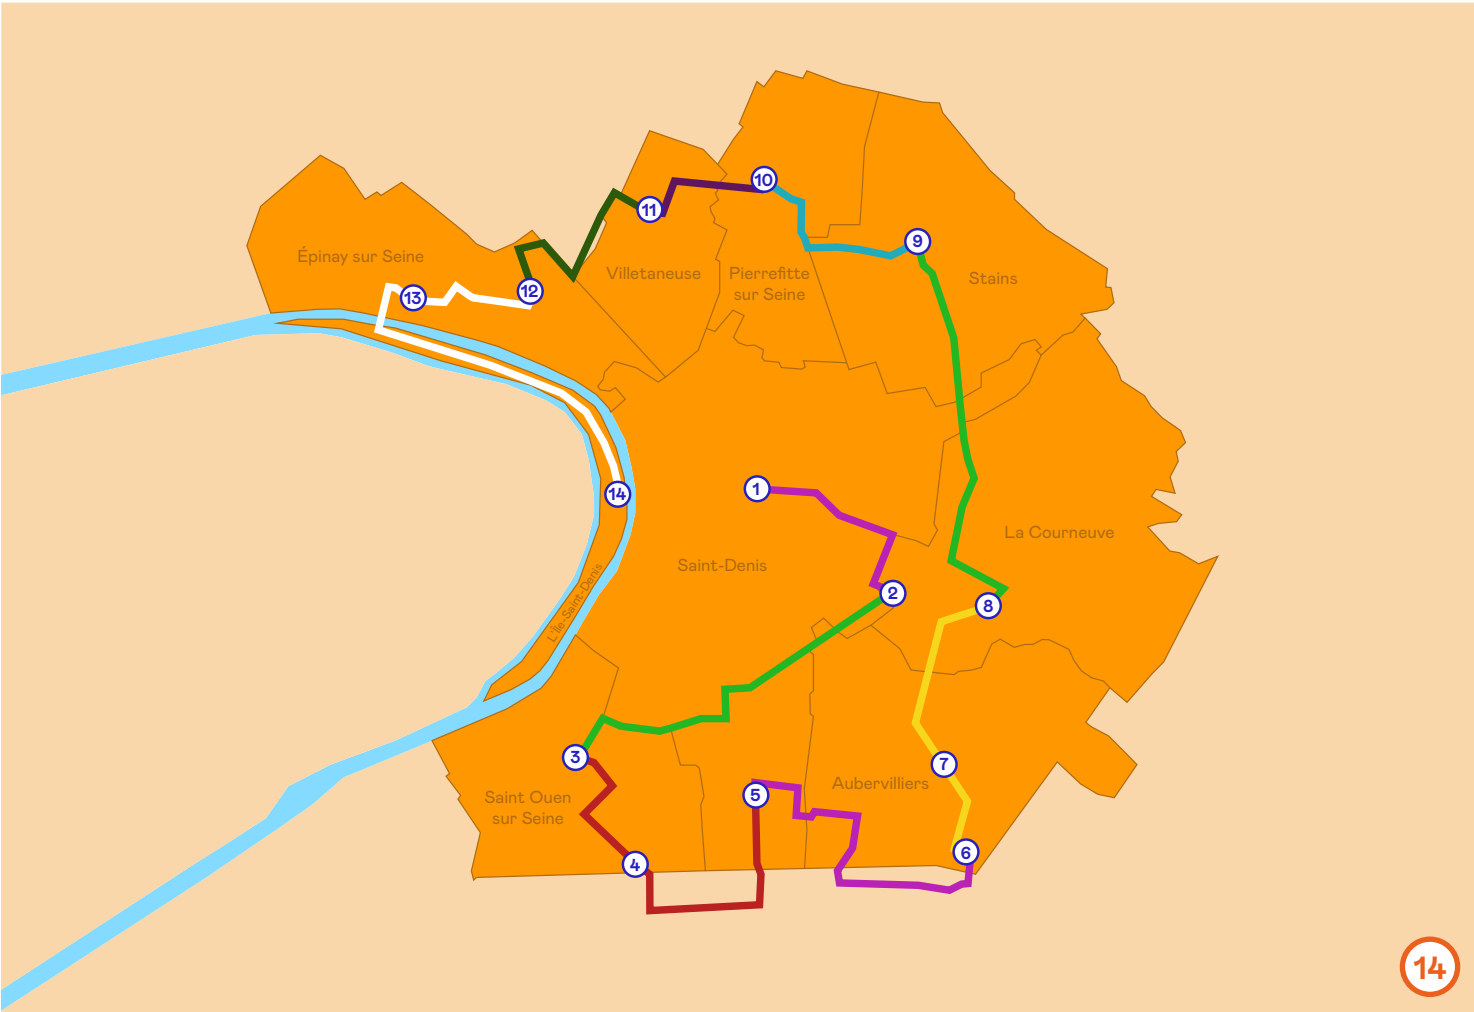 10
11
9
Épinay sur Seine
Villetaneuse
Pierrefitte
sur Seine
Stains
12
13
1
14
La Courneuve
Saint-Denis
2
8
L'Île-Saint-Denis
3
7
Aubervilliers
5
Saint Ouen
sur Seine
6
4
14